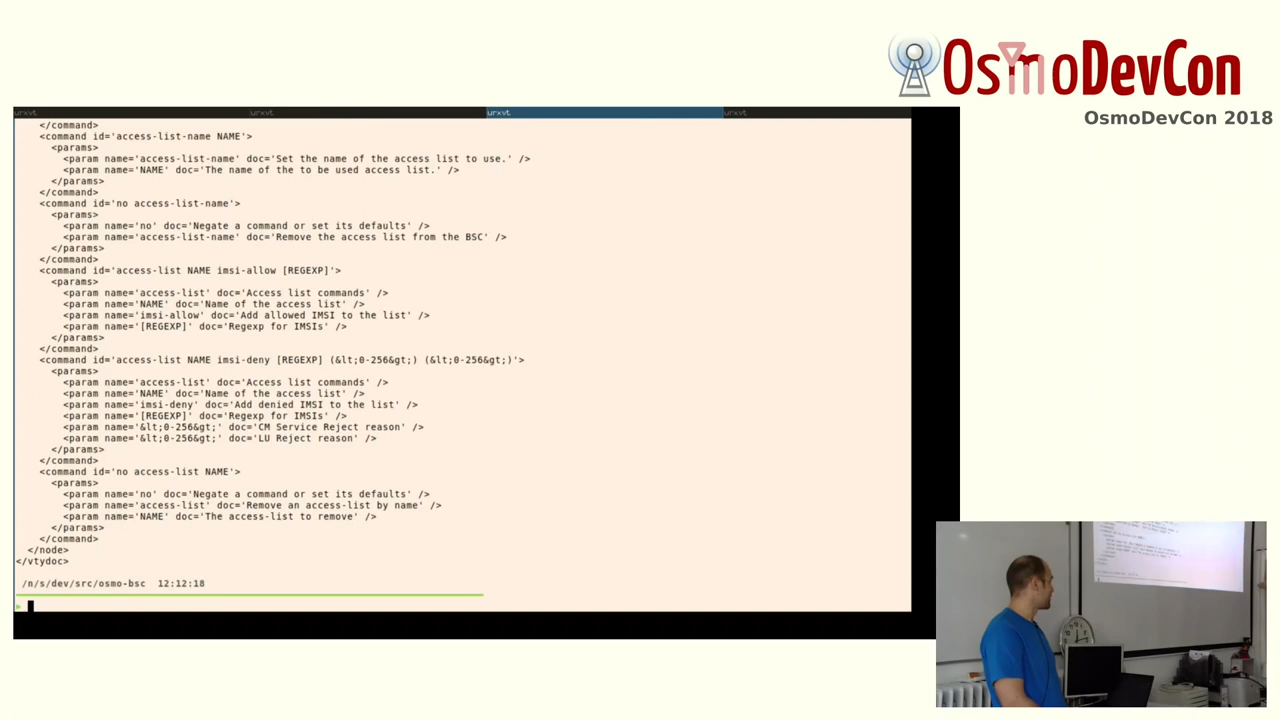 OsmoDevCon
OsmoDevCon 2018
urxvt urxvt urxvt urxvt
</command>
<command id='access-list-name NAME'>
<params>
<param name='access-list-name' doc='Set the name of the access list to use.' />
<param name='NAME' doc='The name of the to be used access list.' />
</params>
</command>
<command id='no access-list-name'>
<params>
<param name='no' doc='Negate a command or set its defaults' />
<param name='access-list-name' doc='Remove the access list from the BSC' />
</params>
</command>
<command id='access-list NAME imsi-allow [REGEXP]'>
<params>
<param name='access-list' doc='Access list commands' />
<param name='NAME' doc='Name of the access list' />
<param name='imsi-allow' doc='Add allowed IMSI to the list' />
<param name='[REGEXP]' doc='Regexp for IMSIs' />
</params>
</command>
<command id='access-list NAME imsi-deny [REGEXP] (&lt;0-256&gt;) (&lt;0-256&gt;)'>
<params>
<param name='access-list' doc='Access list commands' />
<param name='NAME' doc='Name of the access list' />
<param name='imsi-deny' doc='Add denied IMSI to the list' />
<param name='[REGEXP]' doc='Regexp for IMSIs' />
<param name='&lt;0-256&gt;' doc='CM Service Reject reason' />
<param name='&lt;0-256&gt;' doc='LU Reject reason' />
</params>
</command>
<command id='no access-list NAME'>
<params>
<param name='no' doc='Negate a command or set its defaults' />
<param name='access-list' doc='Remove an access-list by name' />
<param name='NAME' doc='The access-list to remove' />
</params>
</command>
</node>
</vtydoc>
/n/s/dev/src/osmo-bsc 12:12:18